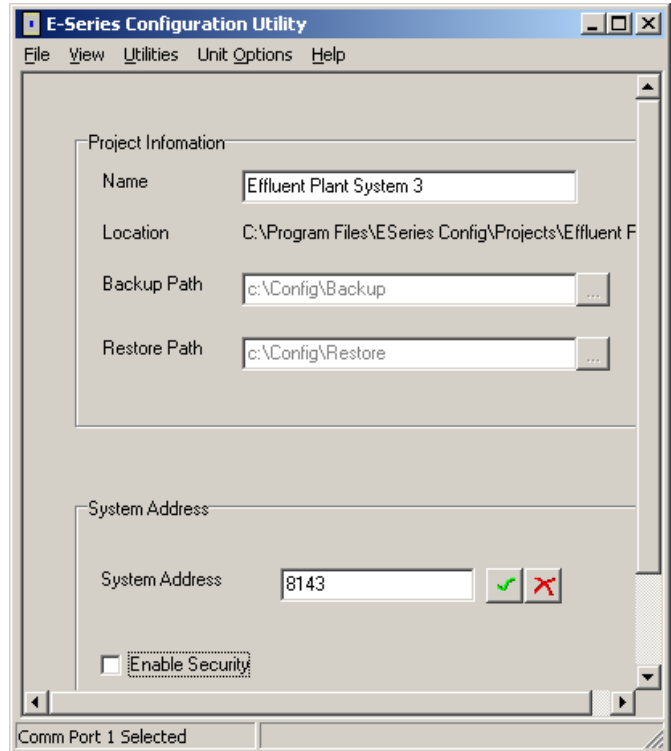 E-Series Configuration Utility
File View Utilities Unit Options Help
Project Infomation
Name Effluent Plant System 3
Location C:\Program Files\ESeries Config\Projects\Effluent P
Backup Path c:\Config\Backup ...
Restore Path c:\Config\Restore ...
System Address
System Address 8143
Enable Security
Comm Port 1 Selected